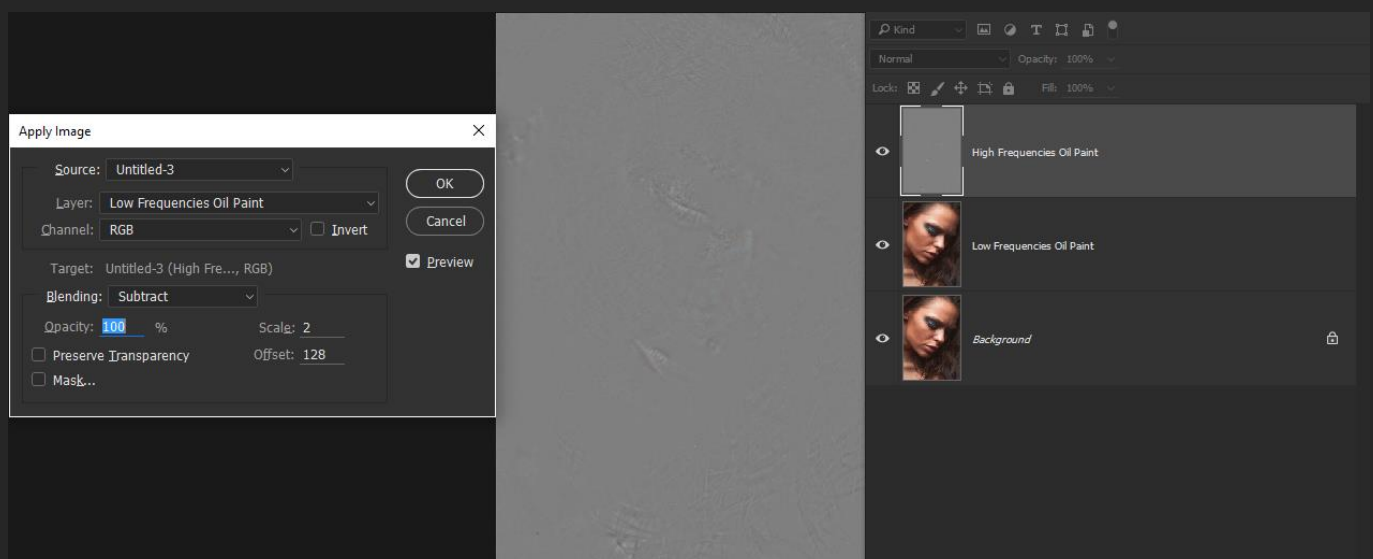 Apply Image
Source: Untitled-3
Layer: Low Frequencies Oil Paint
Channel: RGB
Invert
Target: Untitled-3 (High Fre..., RGB)
Blending: Subtract
Opacity: 100 %
Scale: 2
Preserve Transparency
Offset: 128
Mask...
OK
Cancel
Preview
Kind
Normal
Opacity: 100%
Lock:
Fill: 100%
High Frequencies Oil Paint
Low Frequencies Oil Paint
Background